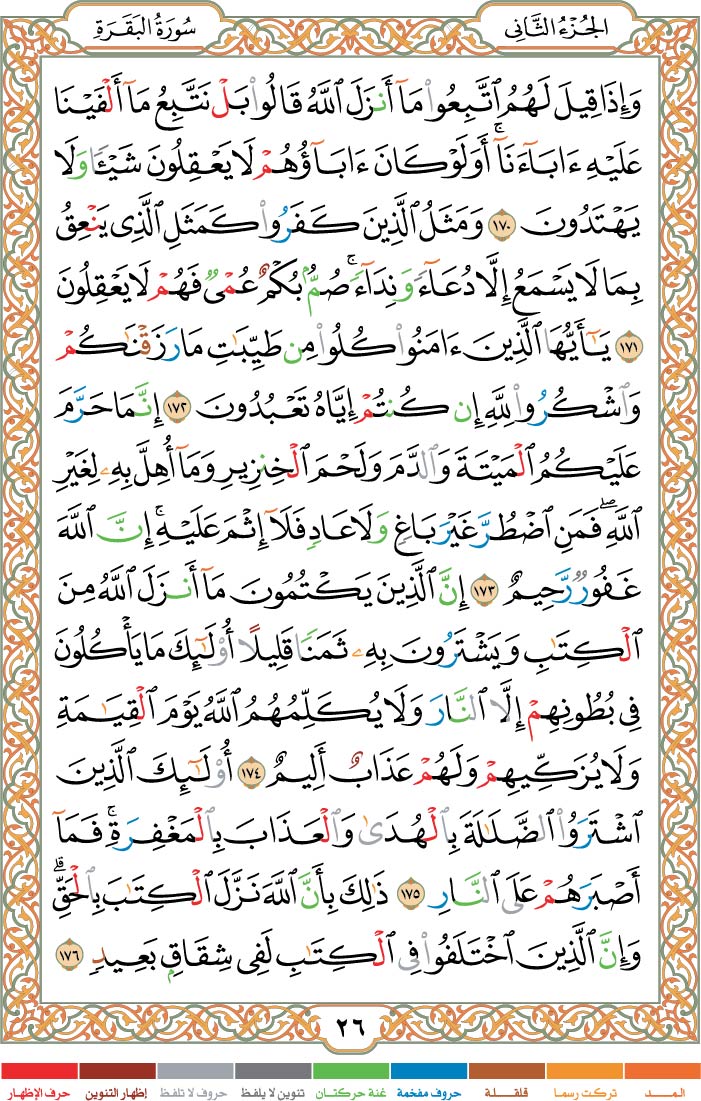 الجُزْءُ الثَّانِى
سُورَةُ البَقَرَةِ
وَإِذَا قِيلَ لَهُمُ ٱتَّبِعُوا۟ مَآ أَنزَلَ ٱللَّهُ قَالُوا۟ بَلْ نَتَّبِعُ مَآ أَلْفَيْنَا
عَلَيْهِ ءَابَآءَنَآ ۚ أَوَلَوْ كَانَ ءَابَآؤُهُمْ لَا يَعْقِلُونَ شَيْـًٔا وَلَا
يَهْتَدُونَ ١٧٠ وَمَثَلُ ٱلَّذِينَ كَفَرُوا۟ كَمَثَلِ ٱلَّذِى يَنْعِقُ
بِمَا لَا يَسْمَعُ إِلَّا دُعَآءً وَنِدَآءً ۚ صُمٌّۢ بُكْمٌ عُمْىٌ فَهُمْ لَا يَعْقِلُونَ
١٧١ يَـٰٓأَيُّهَا ٱلَّذِينَ ءَامَنُوا۟ كُلُوا۟ مِن طَيِّبَـٰتِ مَا رَزَقْنَـٰكُمْ
وَٱشْكُرُوا۟ لِلَّهِ إِن كُنتُمْ إِيَّاهُ تَعْبُدُونَ ١٧٢ إِنَّمَا حَرَّمَ
عَلَيْكُمُ ٱلْمَيْتَةَ وَٱلدَّمَ وَلَحْمَ ٱلْخِنزِيرِ وَمَآ أُهِلَّ بِهِۦ لِغَيْرِ
ٱللَّهِ ۖ فَمَنِ ٱضْطُرَّ غَيْرَ بَاغٍ وَلَا عَادٍ فَلَآ إِثْمَ عَلَيْهِ ۚ إِنَّ ٱللَّهَ
غَفُورٌ رَّحِيمٌ ١٧٣ إِنَّ ٱلَّذِينَ يَكْتُمُونَ مَآ أَنزَلَ ٱللَّهُ مِنَ
ٱلْكِتَـٰبِ وَيَشْتَرُونَ بِهِۦ ثَمَنًا قَلِيلًا أُو۟لَـٰٓئِكَ مَا يَأْكُلُونَ
فِى بُطُونِهِمْ إِلَّا ٱلنَّارَ وَلَا يُكَلِّمُهُمُ ٱللَّهُ يَوْمَ ٱلْقِيَـٰمَةِ
وَلَا يُزَكِّيهِمْ وَلَهُمْ عَذَابٌ أَلِيمٌ ١٧٤ أُو۟لَـٰٓئِكَ ٱلَّذِينَ
ٱشْتَرَوُا۟ ٱلضَّلَـٰلَةَ بِٱلْهُدَىٰ وَٱلْعَذَابَ بِٱلْمَغْفِرَةِ ۚ فَمَآ
أَصْبَرَهُمْ عَلَى ٱلنَّارِ ١٧٥ ذَٰلِكَ بِأَنَّ ٱللَّهَ نَزَّلَ ٱلْكِتَـٰبَ بِٱلْحَقِّ ۗ
وَإِنَّ ٱلَّذِينَ ٱخْتَلَفُوا۟ فِى ٱلْكِتَـٰبِ لَفِى شِقَاقٍۭ بَعِيدٍ ١٧٦
٢٦
المـــد
تركت رسما
قلقـــلة
حروف مفخمة
غنة حركتان
تنوين لا يلفظ
حروف لا تلفظ
إظهار التنوين
حرف الإظهار